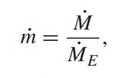 ṁ = Ṁ / Ṁ_E,